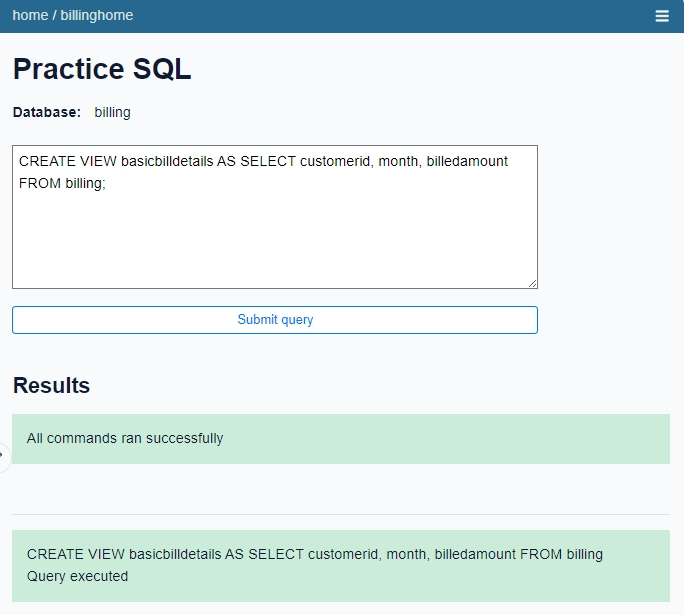 home / billinghome
Practice SQL
Database: billing
CREATE VIEW basicbilldetails AS SELECT customerid, month, billedamount
FROM billing;
Submit query
Results
All commands ran successfully
CREATE VIEW basicbilldetails AS SELECT customerid, month, billedamount FROM billing
Query executed